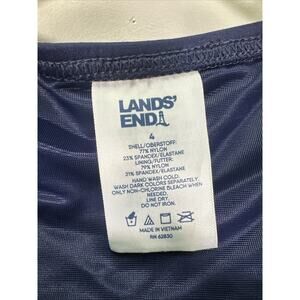 LANDS'
END
4
SHELL/OBERSTOFF:
77% NYLON
23% SPANDEX/ELASTANE
LINING/FUTTER:
79% NYLON
21% SPANDEX/ELASTANE
HAND WASH COLD.
WASH DARK COLORS SEPARATELY.
ONLY NON-CHLORINE BLEACH WHEN
NEEDED.
LINE DRY.
DO NOT IRON.
MADE IN VIETNAM
RN 62830